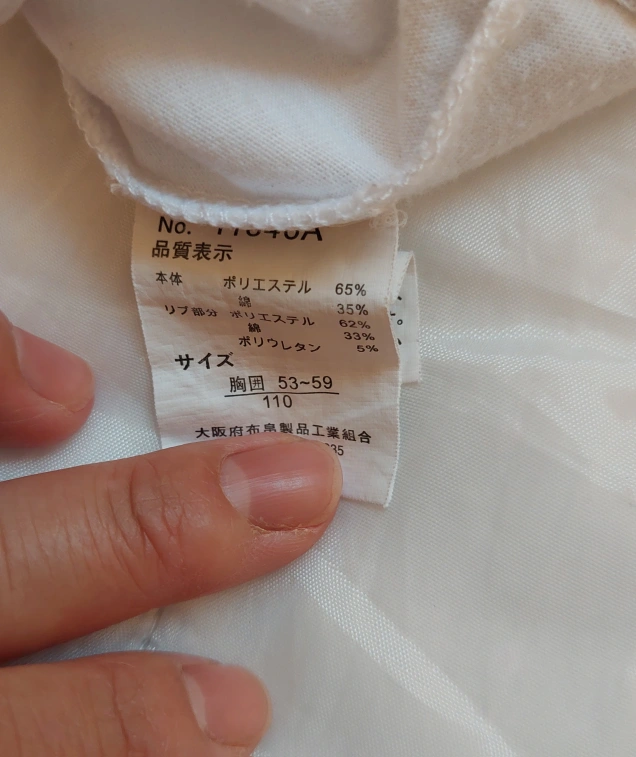 No.
品質表示
本体 ポリエステル 65%
綿 35%
リブ部分 ポリエステル 62%
綿 33%
ポリウレタン 5%
サイズ
胸囲 53~59
110
大阪府布帛製品工業組合
335